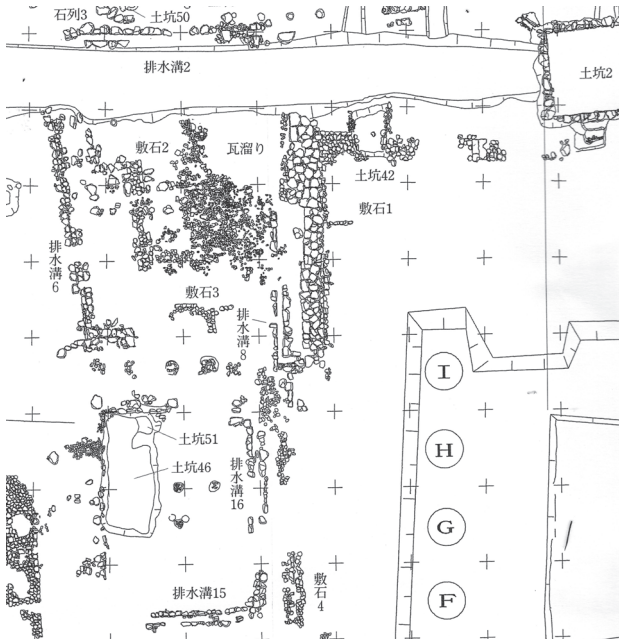 石列3
土坑50
排水溝2
土坑2
敷石2
瓦溜り
土坑42
敷石1
排水溝6
敷石3
排水溝8
I
土坑51
H
土坑46
排水溝16
G
排水溝15
敷石4
F